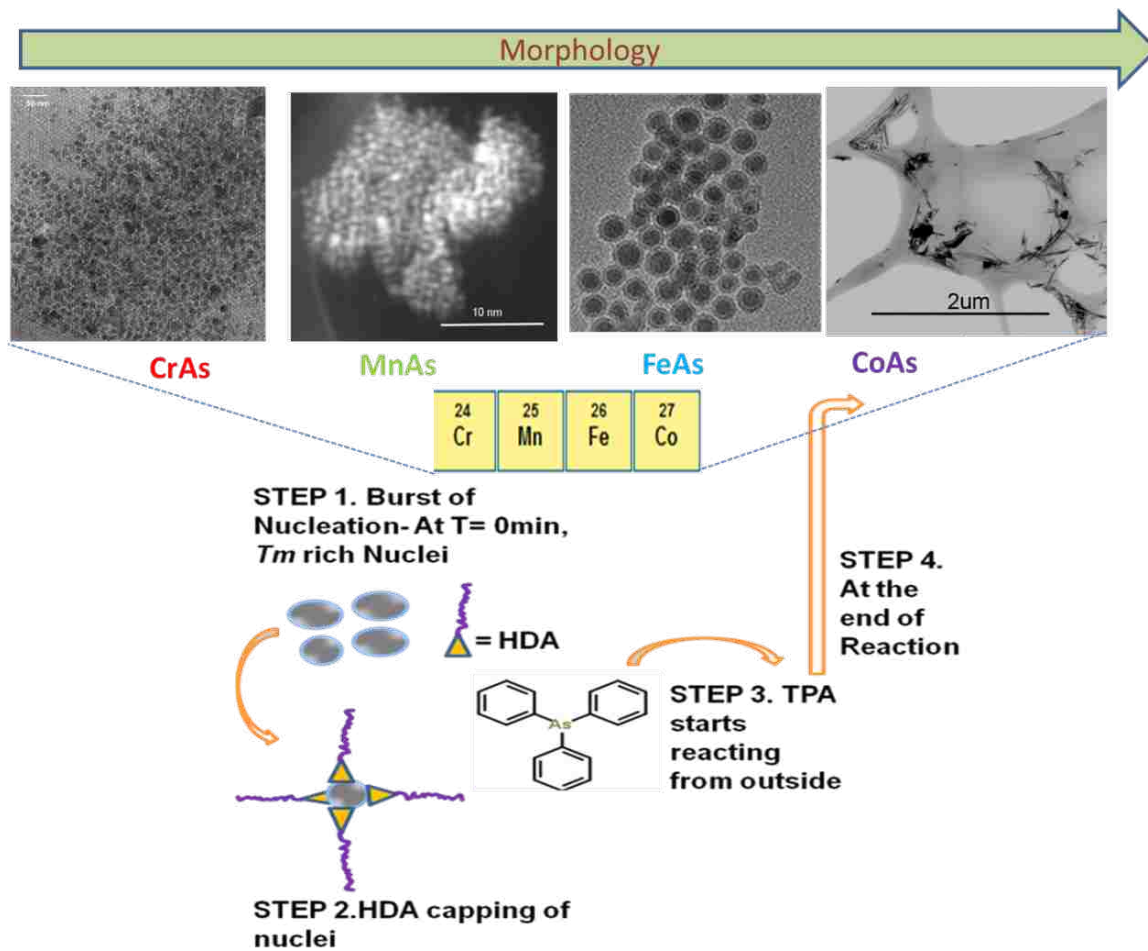 Morphology
50 nm
10 nm
2um
CrAs
MnAs
FeAs
CoAs
24
Cr
25
Mn
26
Fe
27
Co
STEP 1. Burst of
Nucleation- At T= 0min,
Tm rich Nuclei
= HDA
STEP 2.HDA capping of
nuclei
As
STEP 3. TPA
starts
reacting
from outside
STEP 4.
At the
end of
Reaction